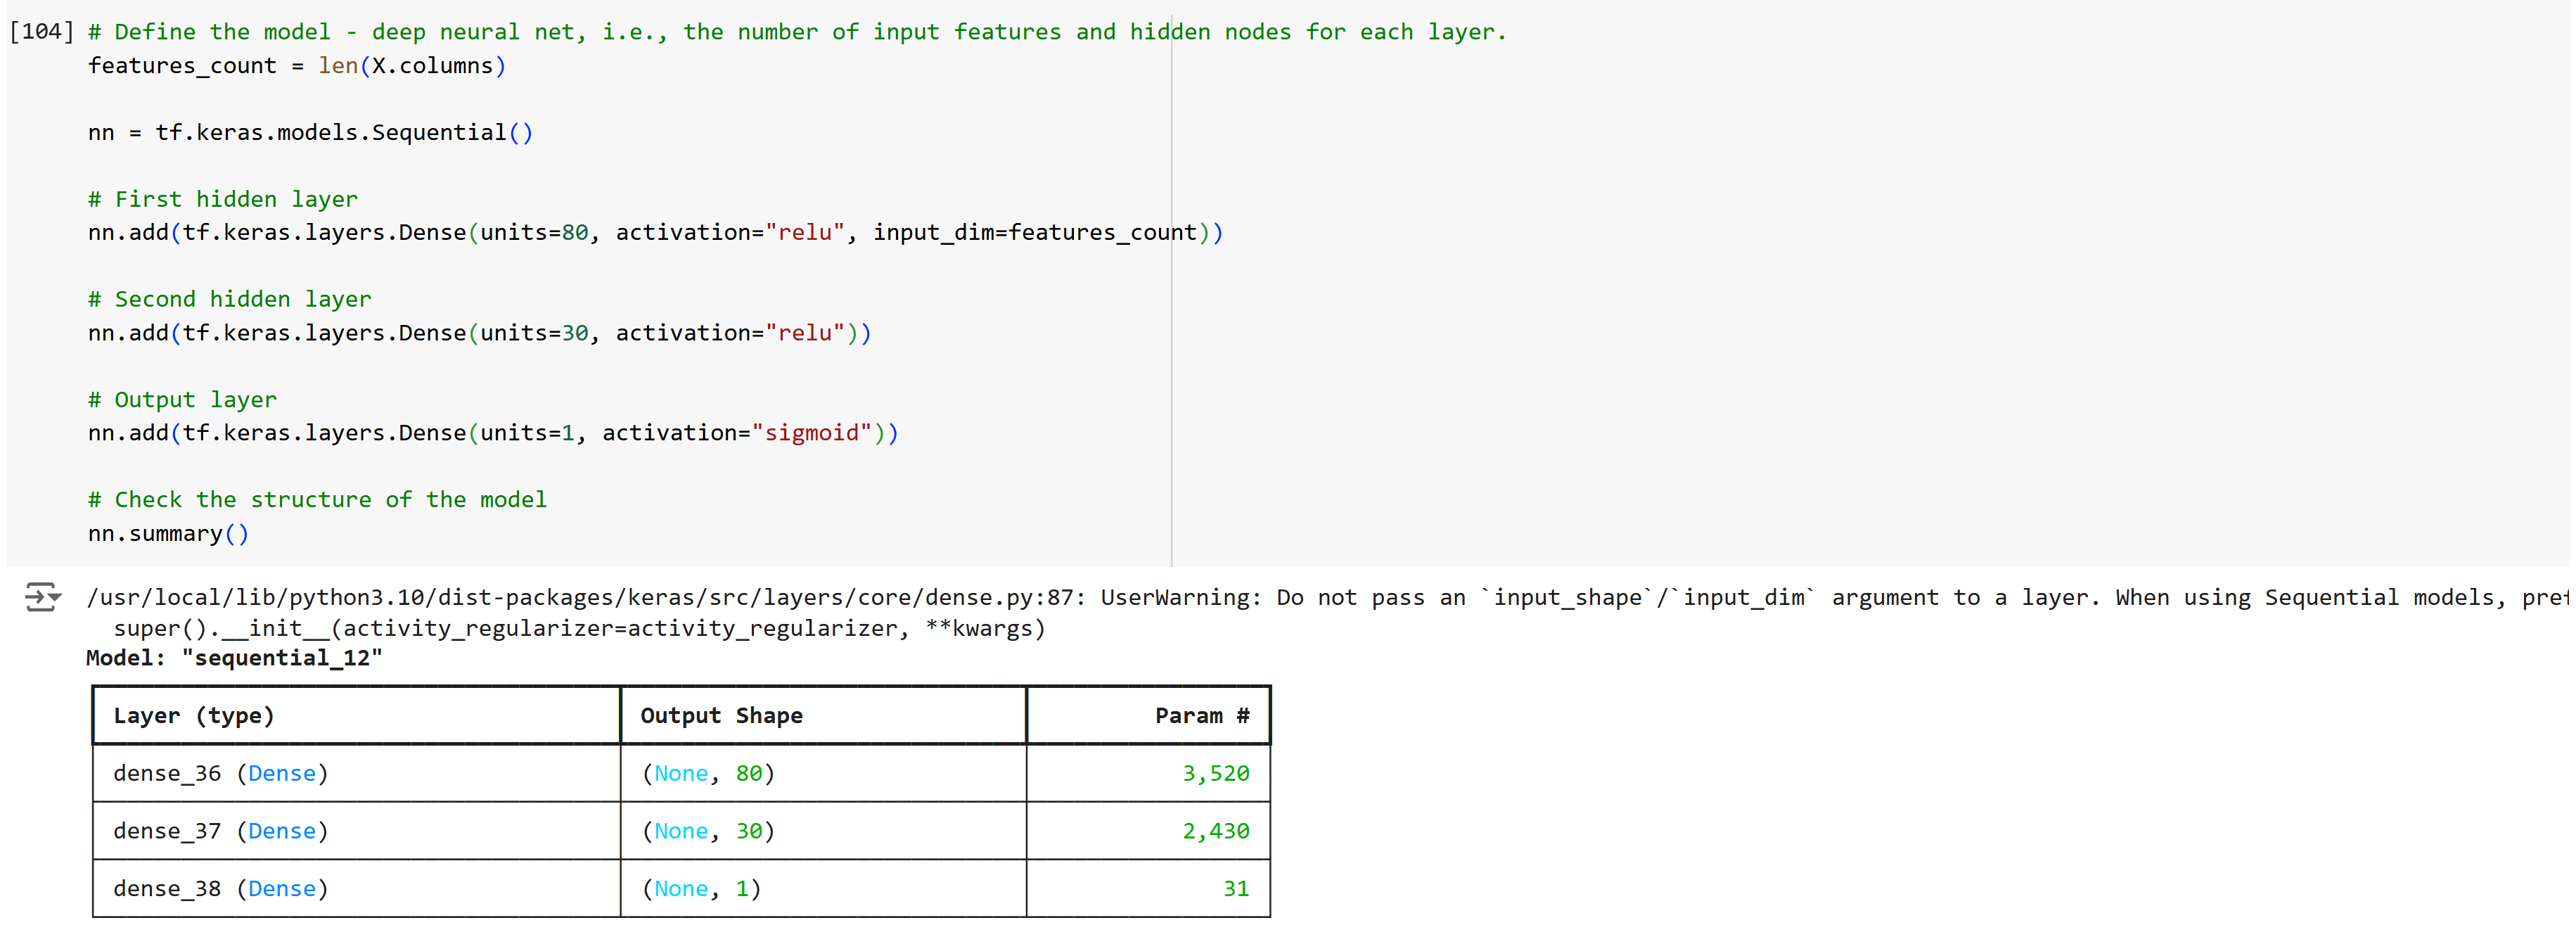 [104] # Define the model - deep neural net, i.e., the number of input features and hidden nodes for each layer.
features_count = len(X.columns)
nn = tf.keras.models.Sequential()
# First hidden layer
nn.add(tf.keras.layers.Dense(units=80, activation="relu", input_dim=features_count))
# Second hidden layer
nn.add(tf.keras.layers.Dense(units=30, activation="relu"))
# Output layer
nn.add(tf.keras.layers.Dense(units=1, activation="sigmoid"))
# Check the structure of the model
nn.summary()
/usr/local/lib/python3.10/dist-packages/keras/src/layers/core/dense.py:87: UserWarning: Do not pass an `input_shape`/`input_dim` argument to a layer. When using Sequential models,
super().__init__(activity_regularizer=activity_regularizer, **kwargs)
Model: "sequential_12"
Layer (type) Output Shape Param #
dense_36 (Dense) (None, 80) 3,520
dense_37 (Dense) (None, 30) 2,430
dense_38 (Dense) (None, 1) 31